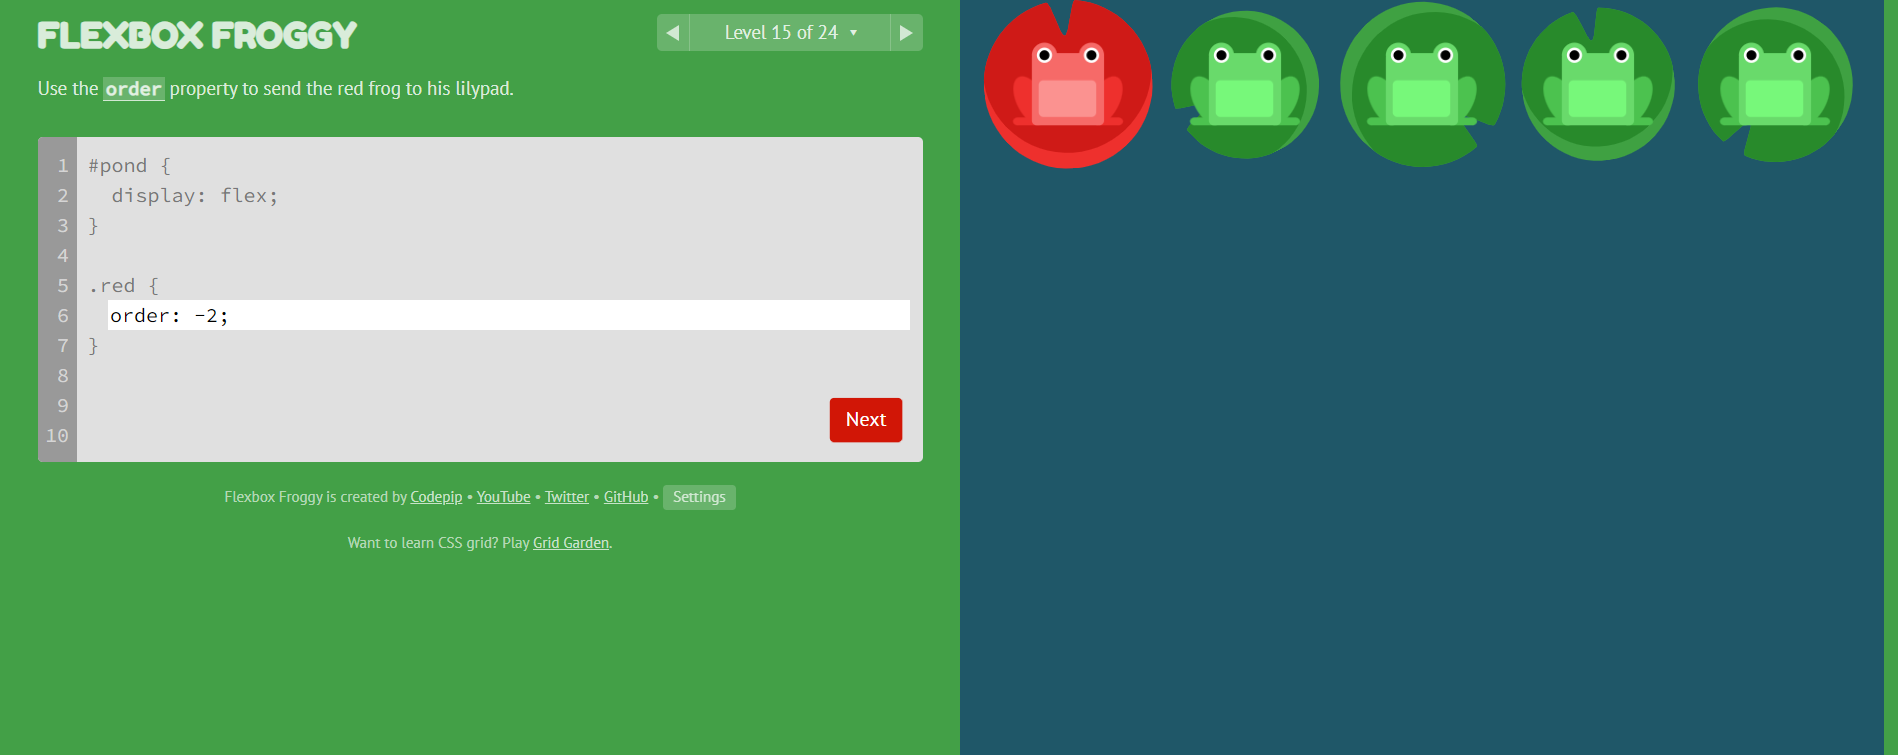 FLEXBOX FROGGY
◀ Level 15 of 24 ▼ ▶
Use the order property to send the red frog to his lilypad.
1 #pond {
2   display: flex;
3 }
4
5 .red {
6   order: -2;
7 }
8
9
10
Next
Flexbox Froggy is created by Codepip • YouTube • Twitter • GitHub • Settings
Want to learn CSS grid? Play Grid Garden.